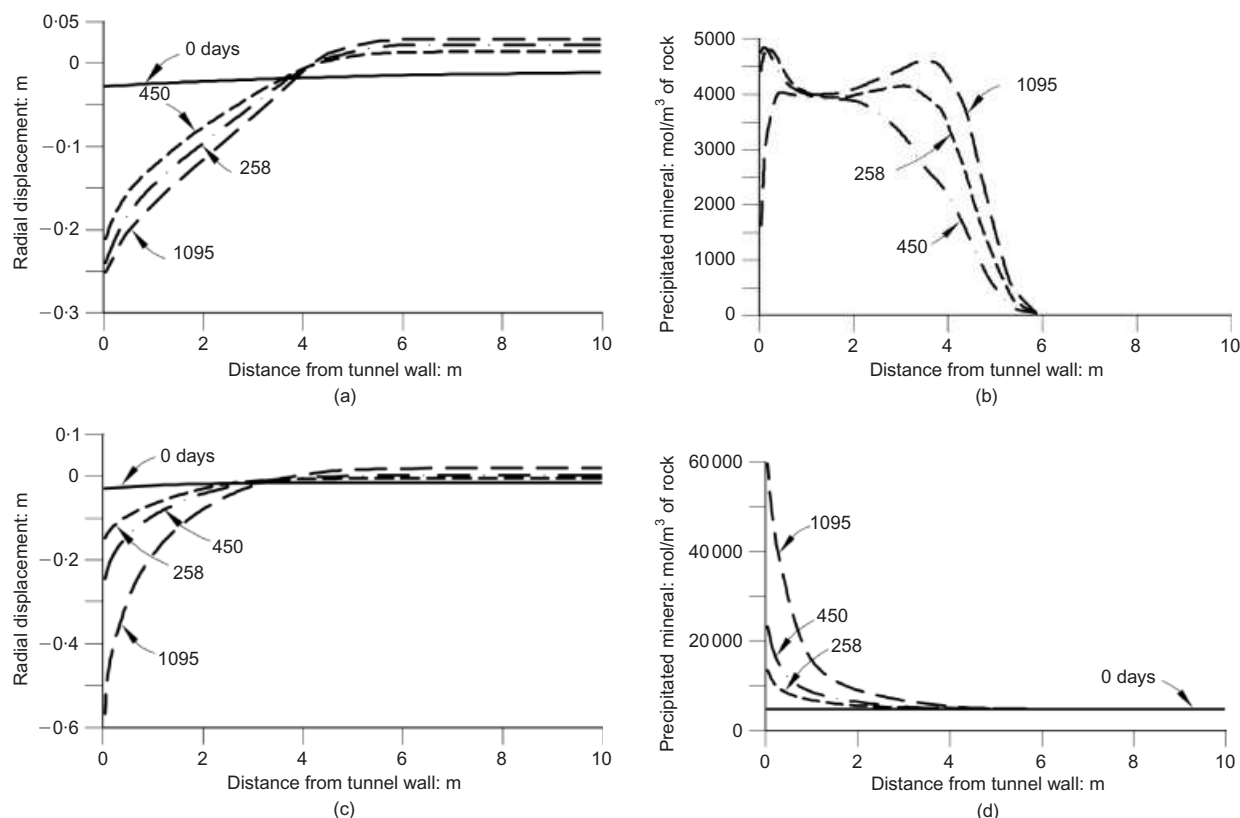 0·05
0
−0·1
−0·2
−0·3
Radial displacement: m
0 days
450
258
1095
0 2 4 6 8 10
Distance from tunnel wall: m
(a)
5000
4000
3000
2000
1000
0
Precipitated mineral: mol/m³ of rock
1095
258
450
0 2 4 6 8 10
Distance from tunnel wall: m
(b)
0·1
0
−0·2
−0·4
−0·6
Radial displacement: m
0 days
450
258
1095
0 2 4 6 8 10
Distance from tunnel wall: m
(c)
60 000
40 000
20 000
0
Precipitated mineral: mol/m³ of rock
1095
450
258
0 days
0 2 4 6 8 10
Distance from tunnel wall: m
(d)